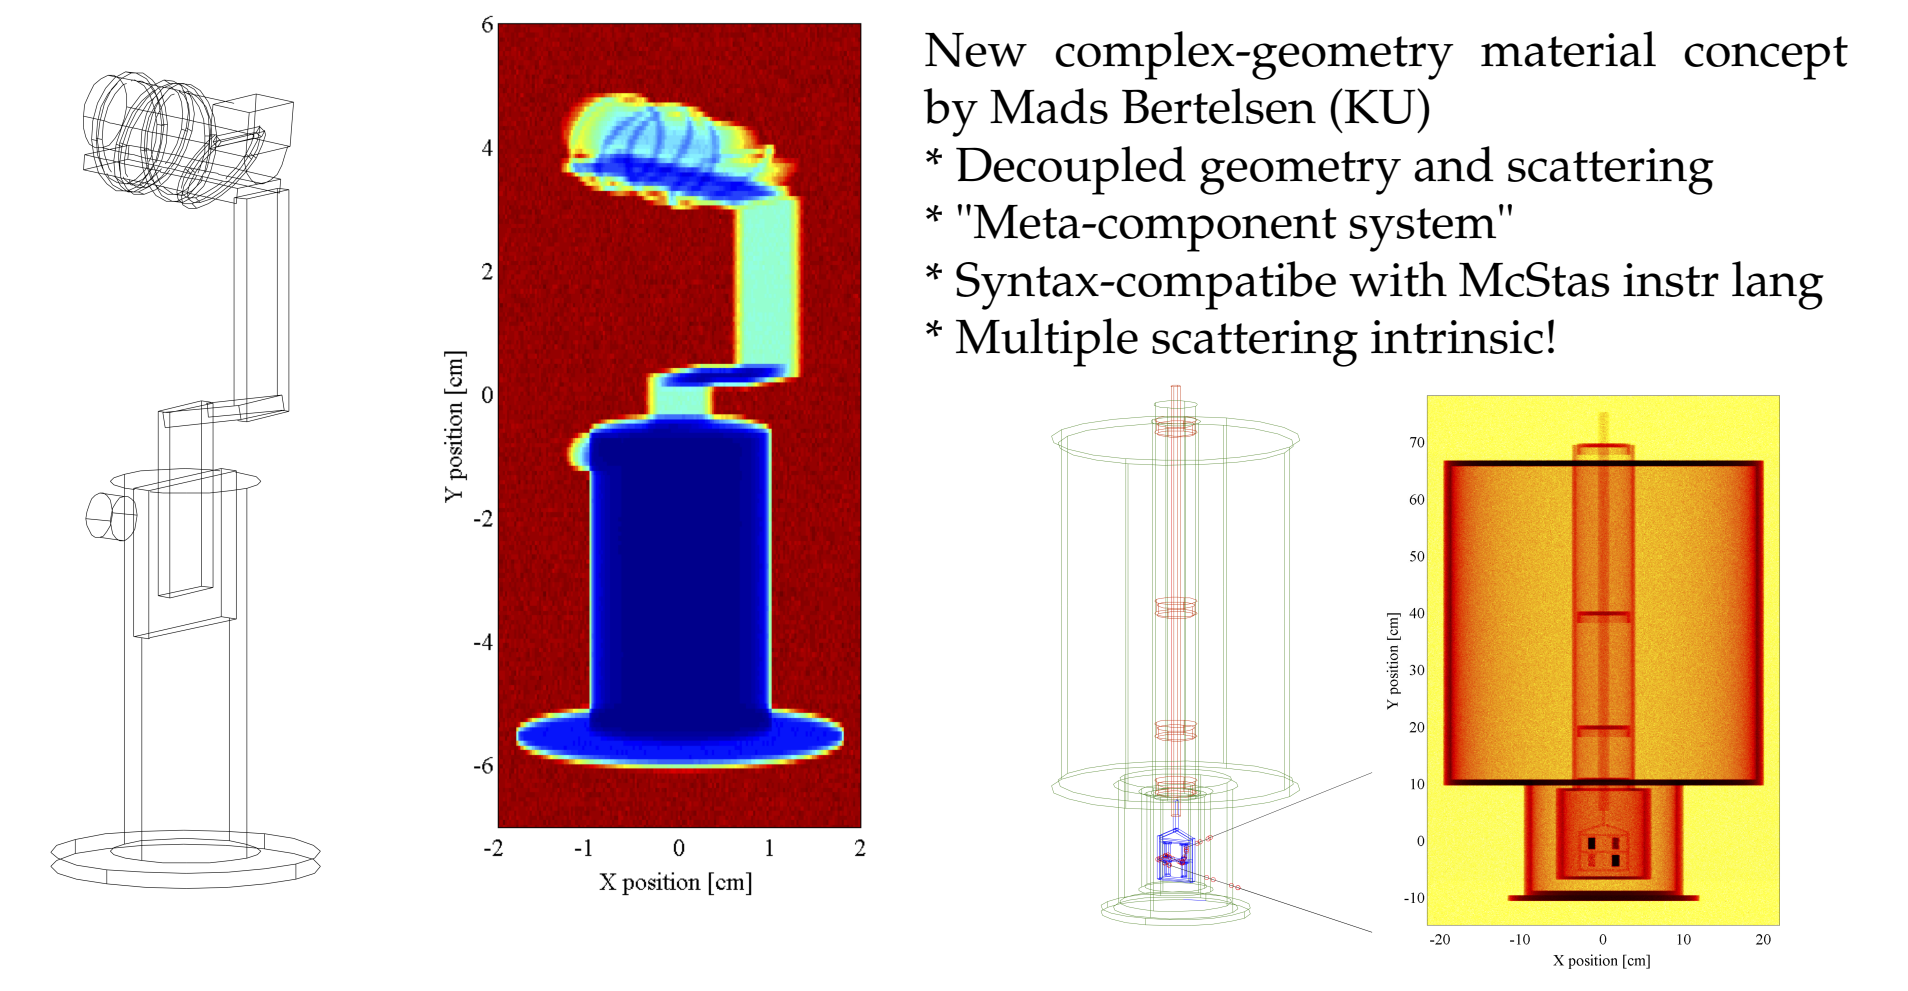 New complex-geometry material concept
by Mads Bertelsen (KU)
* Decoupled geometry and scattering
* "Meta-component system"
* Syntax-compatibe with McStas instr lang
* Multiple scattering intrinsic!
6
4
2
0
-2
-4
-6
Y position [cm]
-2 -1 0 1 2
X position [cm]
70
60
50
40
30
20
10
0
-10
Y position [cm]
-20 -10 0 10 20
X position [cm]